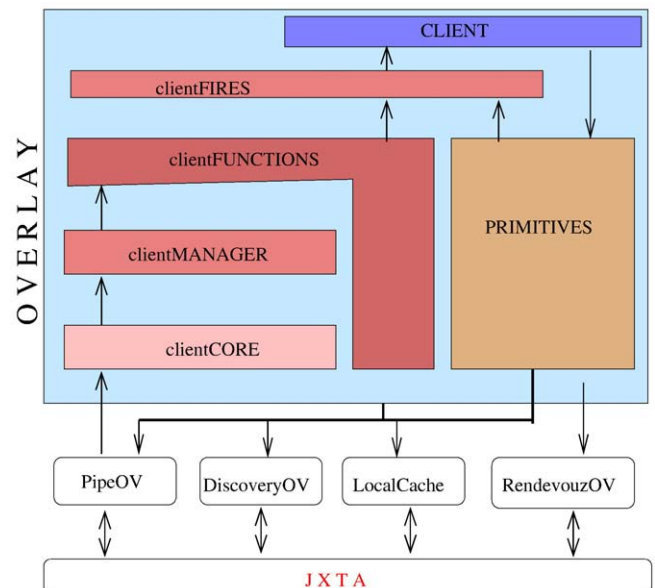 CLIENT
clientFIRES
clientFUNCTIONS
PRIMITIVES
clientMANAGER
clientCORE
OVERLAY
PipeOV
DiscoveryOV
LocalCache
RendevouzOV
JXTA